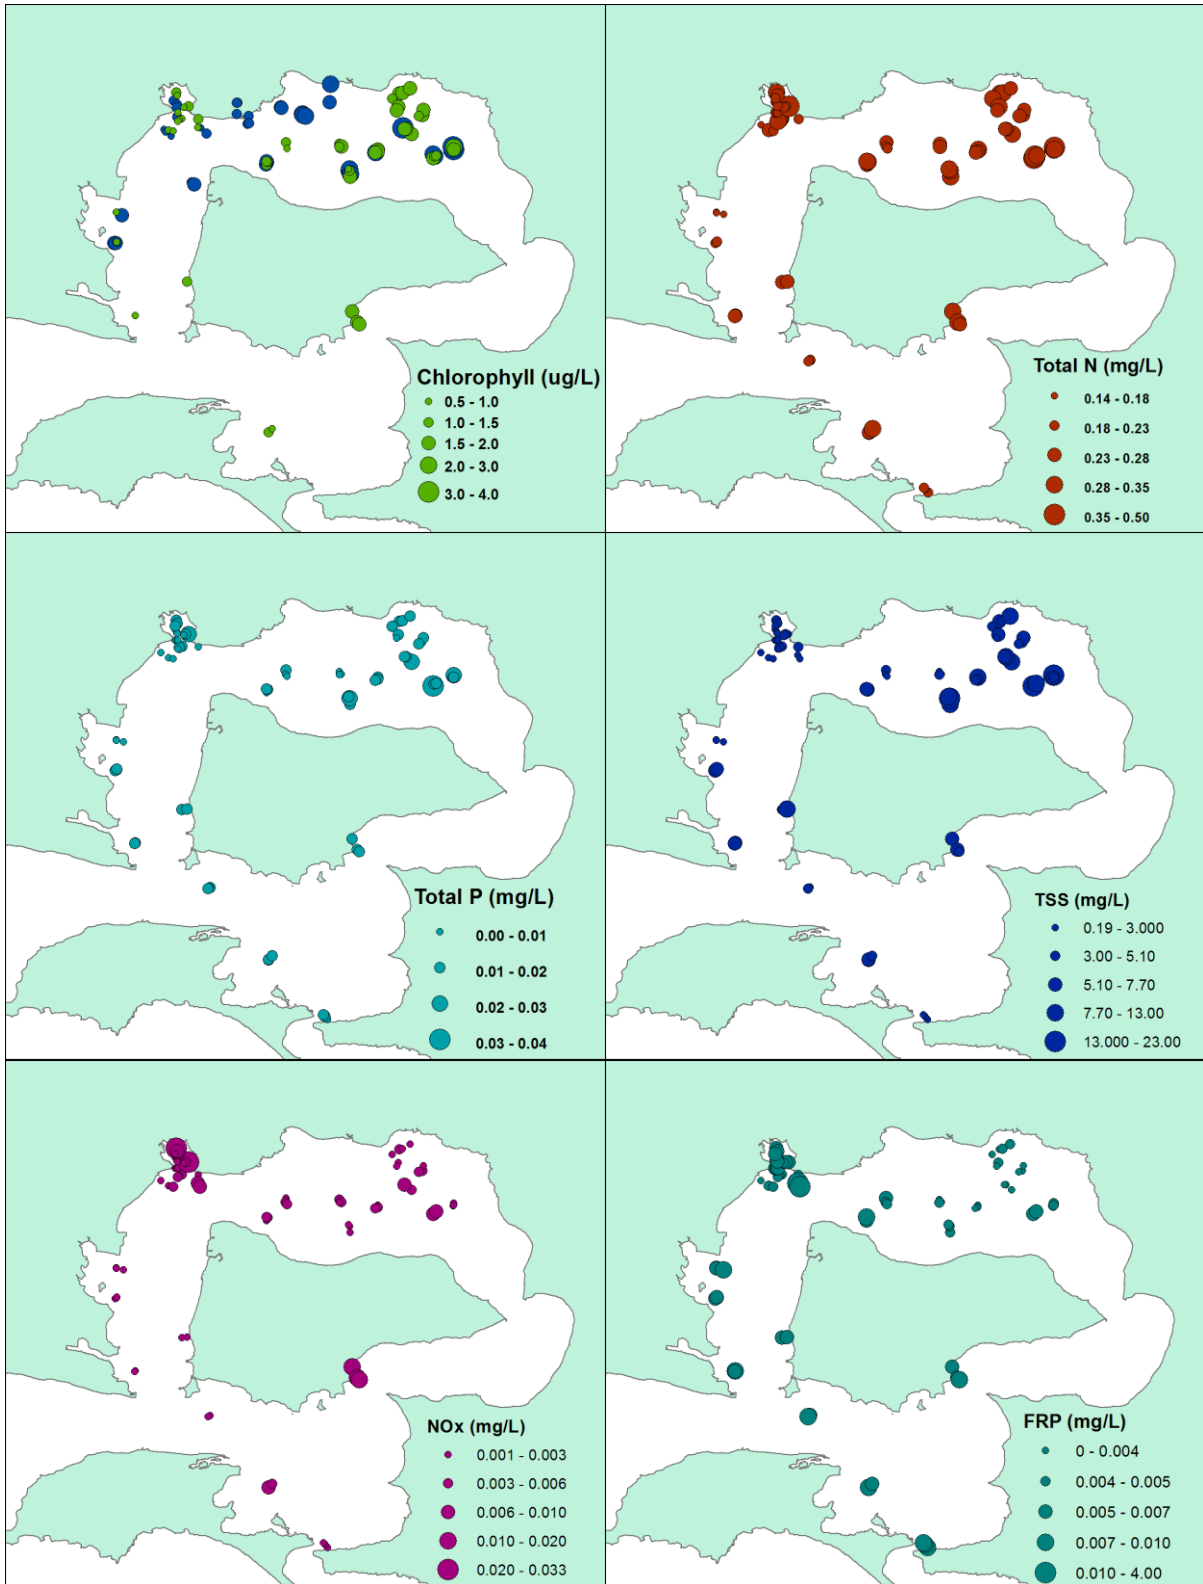 Chlorophyll (ug/L)
0.5 - 1.0
1.0 - 1.5
1.5 - 2.0
2.0 - 3.0
3.0 - 4.0
Total N (mg/L)
0.14 - 0.18
0.18 - 0.23
0.23 - 0.28
0.28 - 0.35
0.35 - 0.50
Total P (mg/L)
0.00 - 0.01
0.01 - 0.02
0.02 - 0.03
0.03 - 0.04
TSS (mg/L)
0.19 - 3.000
3.00 - 5.10
5.10 - 7.70
7.70 - 13.00
13.000 - 23.00
NOx (mg/L)
0.001 - 0.003
0.003 - 0.006
0.006 - 0.010
0.010 - 0.020
0.020 - 0.033
FRP (mg/L)
0 - 0.004
0.004 - 0.005
0.005 - 0.007
0.007 - 0.010
0.010 - 4.00